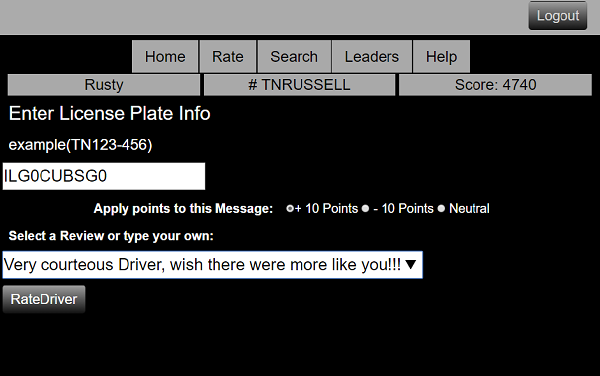 Logout
Home Rate Search Leaders Help
Rusty # TNRUSSELL Score: 4740
Enter License Plate Info
example(TN123-456)
ILG0CUBSG0
Apply points to this Message: + 10 Points - 10 Points Neutral
Select a Review or type your own:
Very courteous Driver, wish there were more like you!!!
RateDriver